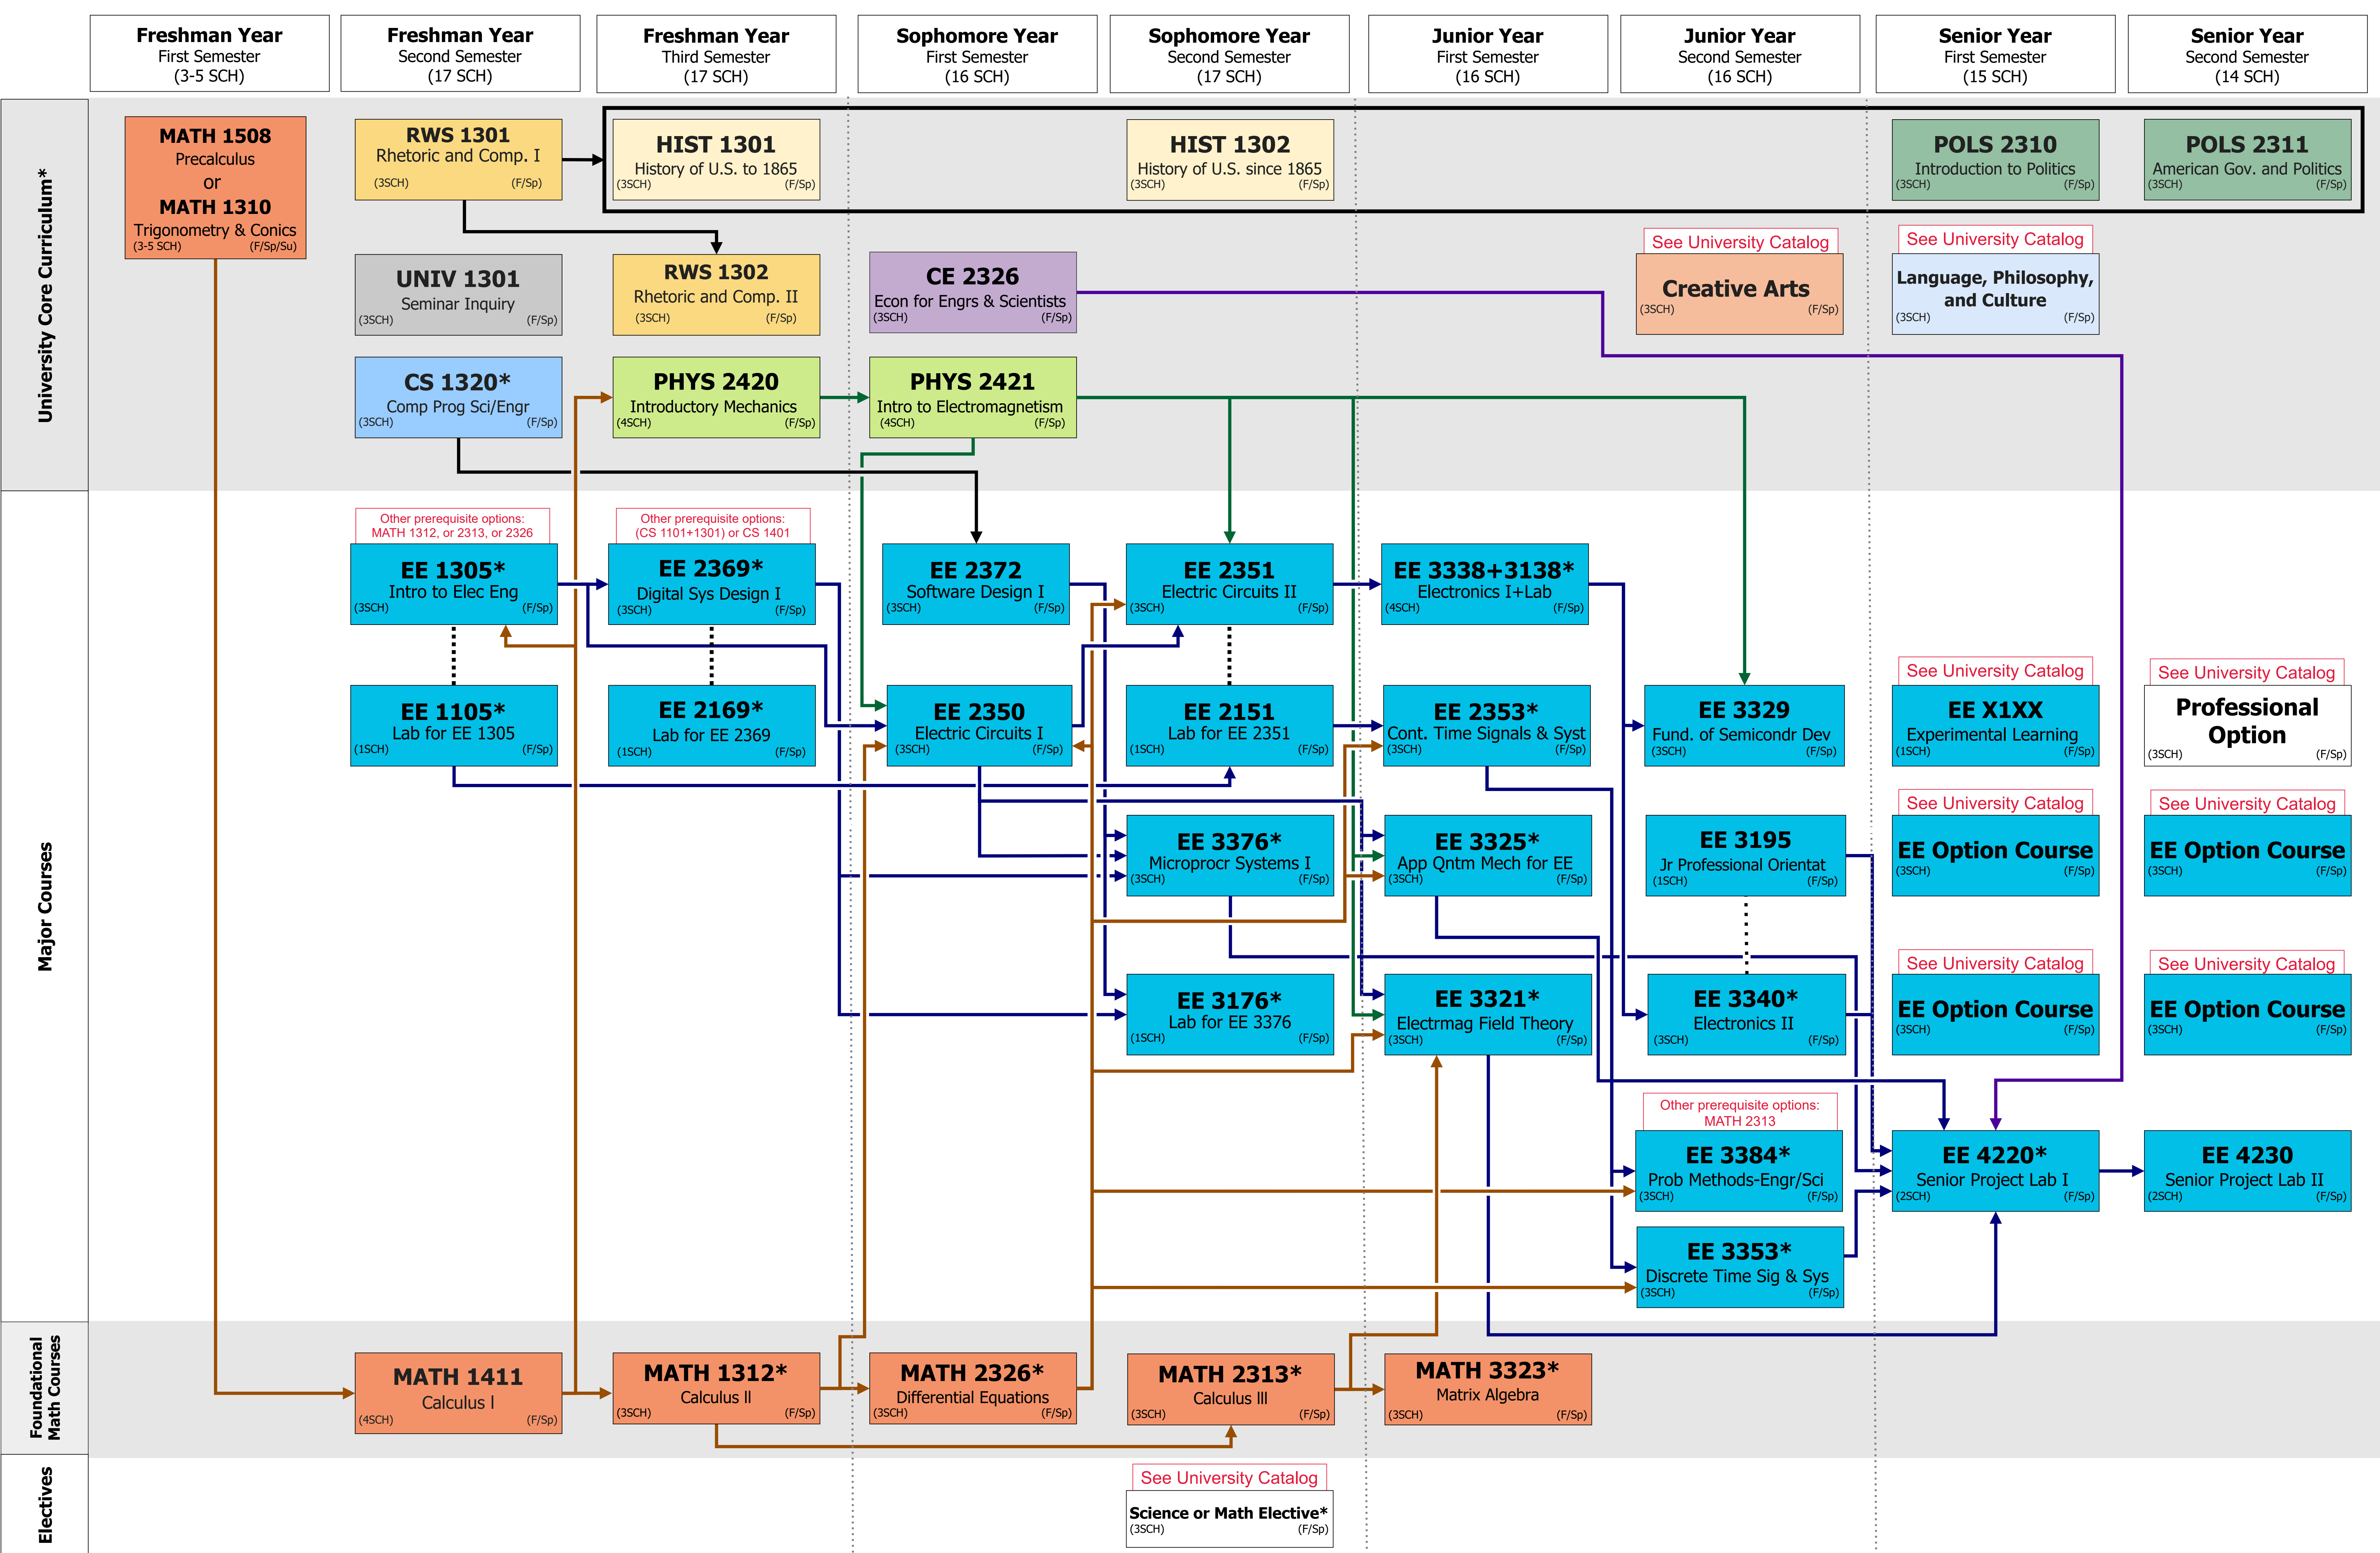 Freshman Year
First Semester
(3-5 SCH)
Freshman Year
Second Semester
(17 SCH)
Freshman Year
Third Semester
(17 SCH)
Sophomore Year
First Semester
(16 SCH)
Sophomore Year
Second Semester
(17 SCH)
Junior Year
First Semester
(16 SCH)
Junior Year
Second Semester
(16 SCH)
Senior Year
First Semester
(15 SCH)
Senior Year
Second Semester
(14 SCH)
University Core Curriculum*
MATH 1508
Precalculus
or
MATH 1310
Trigonometry & Conics
(3-5 SCH) (F/Sp/Su)
RWS 1301
Rhetoric and Comp. I
(3SCH) (F/Sp)
HIST 1301
History of U.S. to 1865
(3SCH) (F/Sp)
HIST 1302
History of U.S. since 1865
(3SCH) (F/Sp)
POLS 2310
Introduction to Politics
(3SCH) (F/Sp)
POLS 2311
American Gov. and Politics
(3SCH) (F/Sp)
UNIV 1301
Seminar Inquiry
(3SCH) (F/Sp)
RWS 1302
Rhetoric and Comp. II
(3SCH) (F/Sp)
CE 2326
Econ for Engrs & Scientists
(3SCH) (F/Sp)
See University Catalog
Creative Arts
(3SCH) (F/Sp)
See University Catalog
Language, Philosophy,
and Culture
(3SCH) (F/Sp)
CS 1320*
Comp Prog Sci/Engr
(3SCH) (F/Sp)
PHYS 2420
Introductory Mechanics
(4SCH) (F/Sp)
PHYS 2421
Intro to Electromagnetism
(4SCH) (F/Sp)
Major Courses
Other prerequisite options:
MATH 1312, or 2313, or 2326
EE 1305*
Intro to Elec Eng
(3SCH) (F/Sp)
Other prerequisite options:
(CS 1101+1301) or CS 1401
EE 2369*
Digital Sys Design I
(3SCH) (F/Sp)
EE 2372
Software Design I
(3SCH) (F/Sp)
EE 2351
Electric Circuits II
(3SCH) (F/Sp)
EE 3338+3138*
Electronics I+Lab
(4SCH) (F/Sp)
EE 1105*
Lab for EE 1305
(1SCH) (F/Sp)
EE 2169*
Lab for EE 2369
(1SCH) (F/Sp)
EE 2350
Electric Circuits I
(3SCH) (F/Sp)
EE 2151
Lab for EE 2351
(1SCH) (F/Sp)
EE 2353*
Cont. Time Signals & Syst
(3SCH) (F/Sp)
EE 3329
Fund. of Semicondr Dev
(3SCH) (F/Sp)
See University Catalog
EE X1XX
Experimental Learning
(1SCH) (F/Sp)
See University Catalog
Professional
Option
(3SCH) (F/Sp)
EE 3376*
Microprocr Systems I
(3SCH) (F/Sp)
EE 3325*
App Qntm Mech for EE
(3SCH) (F/Sp)
EE 3195
Jr Professional Orientat
(1SCH) (F/Sp)
See University Catalog
EE Option Course
(3SCH) (F/Sp)
See University Catalog
EE Option Course
(3SCH) (F/Sp)
EE 3176*
Lab for EE 3376
(1SCH) (F/Sp)
EE 3321*
Electrmag Field Theory
(3SCH) (F/Sp)
EE 3340*
Electronics II
(3SCH) (F/Sp)
See University Catalog
EE Option Course
(3SCH) (F/Sp)
See University Catalog
EE Option Course
(3SCH) (F/Sp)
Other prerequisite options:
MATH 2313
EE 3384*
Prob Methods-Engr/Sci
(3SCH) (F/Sp)
EE 4220*
Senior Project Lab I
(2SCH) (F/Sp)
EE 4230
Senior Project Lab II
(2SCH) (F/Sp)
EE 3353*
Discrete Time Sig & Sys
(3SCH) (F/Sp)
Foundational
Math Courses
MATH 1411
Calculus I
(4SCH) (F/Sp)
MATH 1312*
Calculus II
(3SCH) (F/Sp)
MATH 2326*
Differential Equations
(3SCH) (F/Sp)
MATH 2313*
Calculus III
(3SCH) (F/Sp)
MATH 3323*
Matrix Algebra
(3SCH) (F/Sp)
Electives
See University Catalog
Science or Math Elective*
(3SCH) (F/Sp)